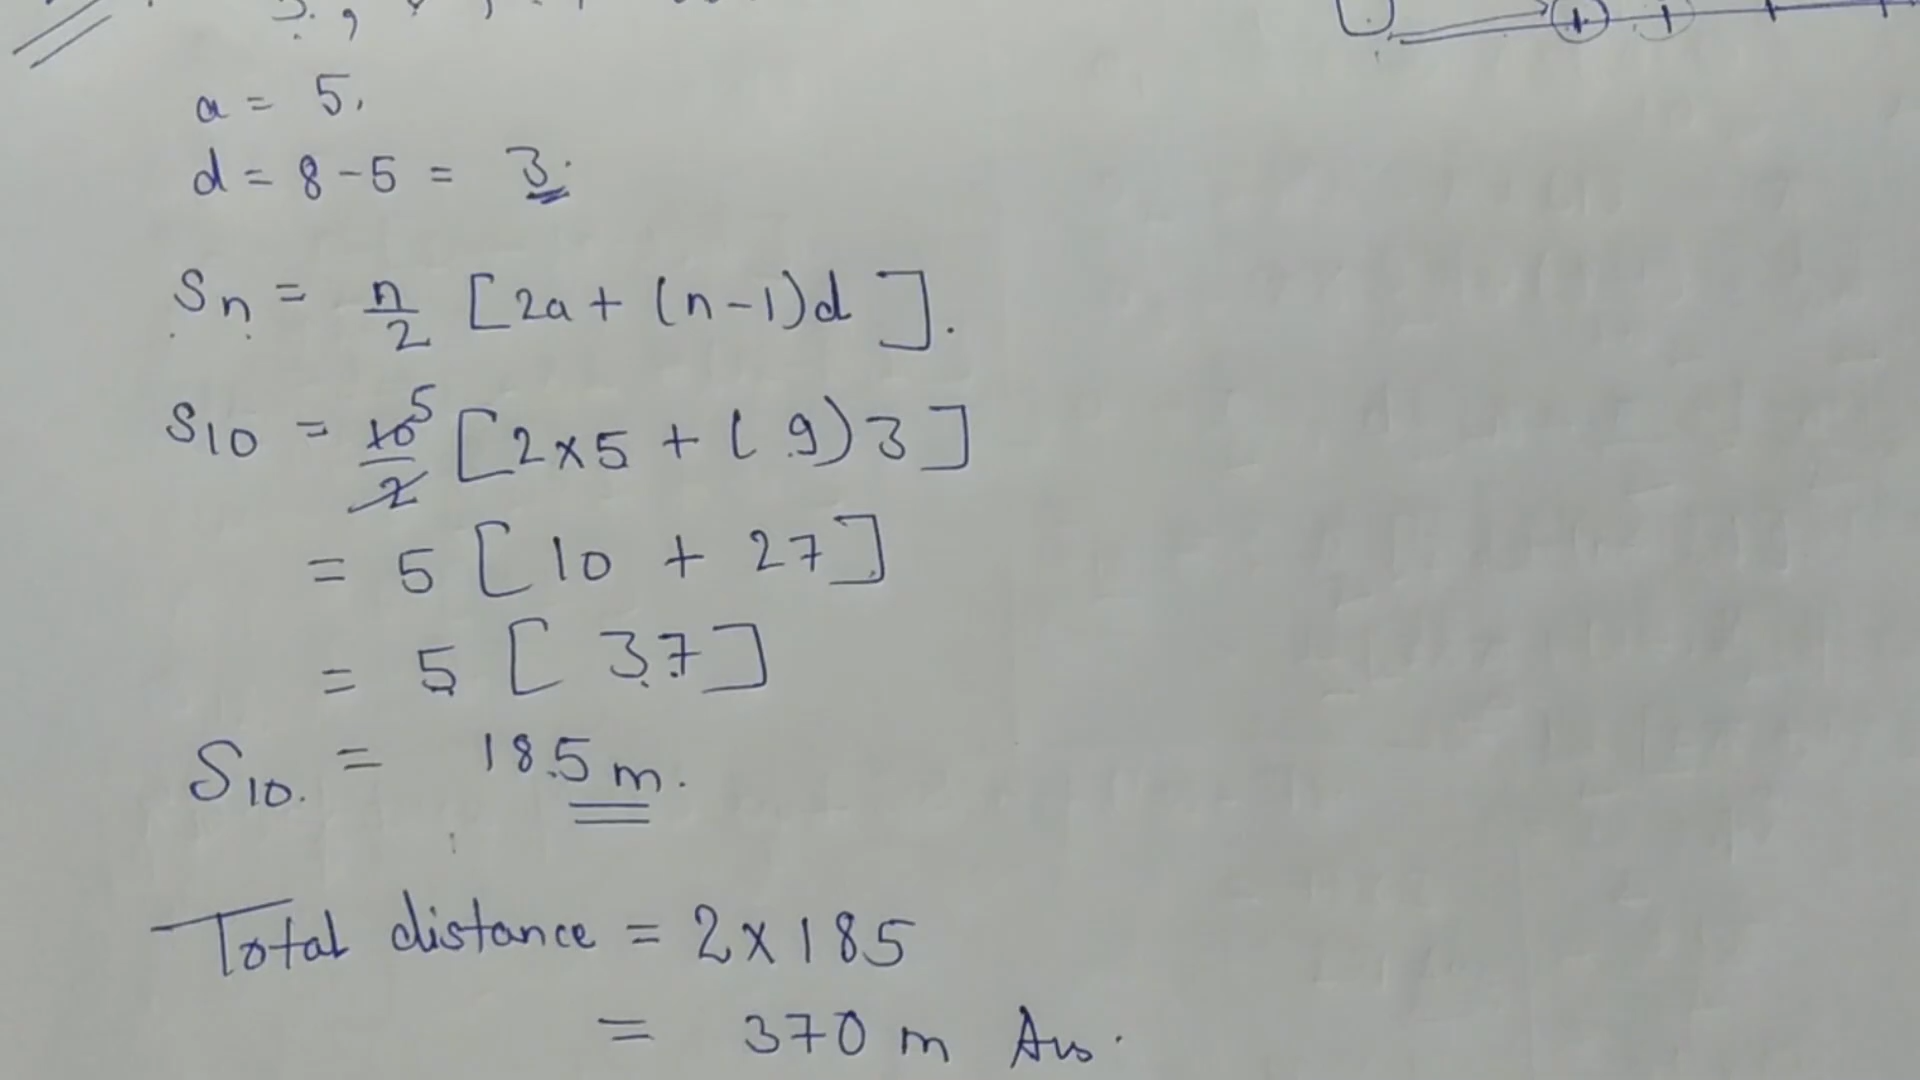 a = 5.
d = 8 - 5 = 3.
Sn = n/2 [2a + (n-1)d].
S10 = 10/2 5 [2x5 + (9)3]
= 5 [10 + 27]
= 5 [37]
S10. = 185 m.
Total distance = 2 x 185
= 370 m Ans.